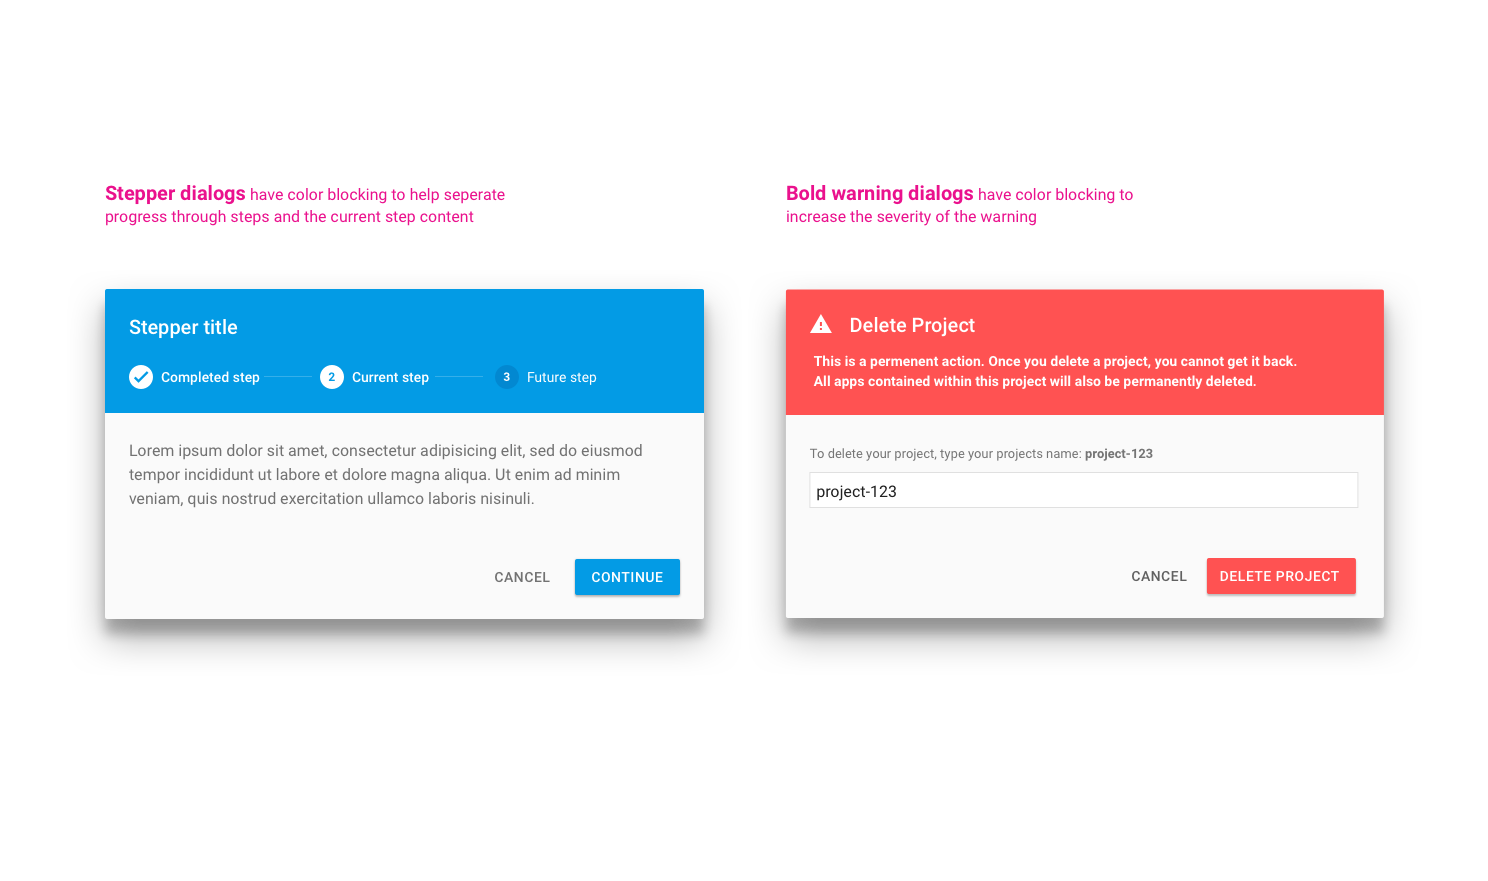 Stepper dialogs have color blocking to help seperate
progress through steps and the current step content
Stepper title
Completed step
2 Current step
3 Future step
Lorem ipsum dolor sit amet, consectetur adipisicing elit, sed do eiusmod
tempor incididunt ut labore et dolore magna aliqua. Ut enim ad minim
veniam, quis nostrud exercitation ullamco laboris nisinuli.
CANCEL
CONTINUE
Bold warning dialogs have color blocking to
increase the severity of the warning
Delete Project
This is a permenent action. Once you delete a project, you cannot get it back.
All apps contained within this project will also be permanently deleted.
To delete your project, type your projects name: project-123
project-123
CANCEL
DELETE PROJECT